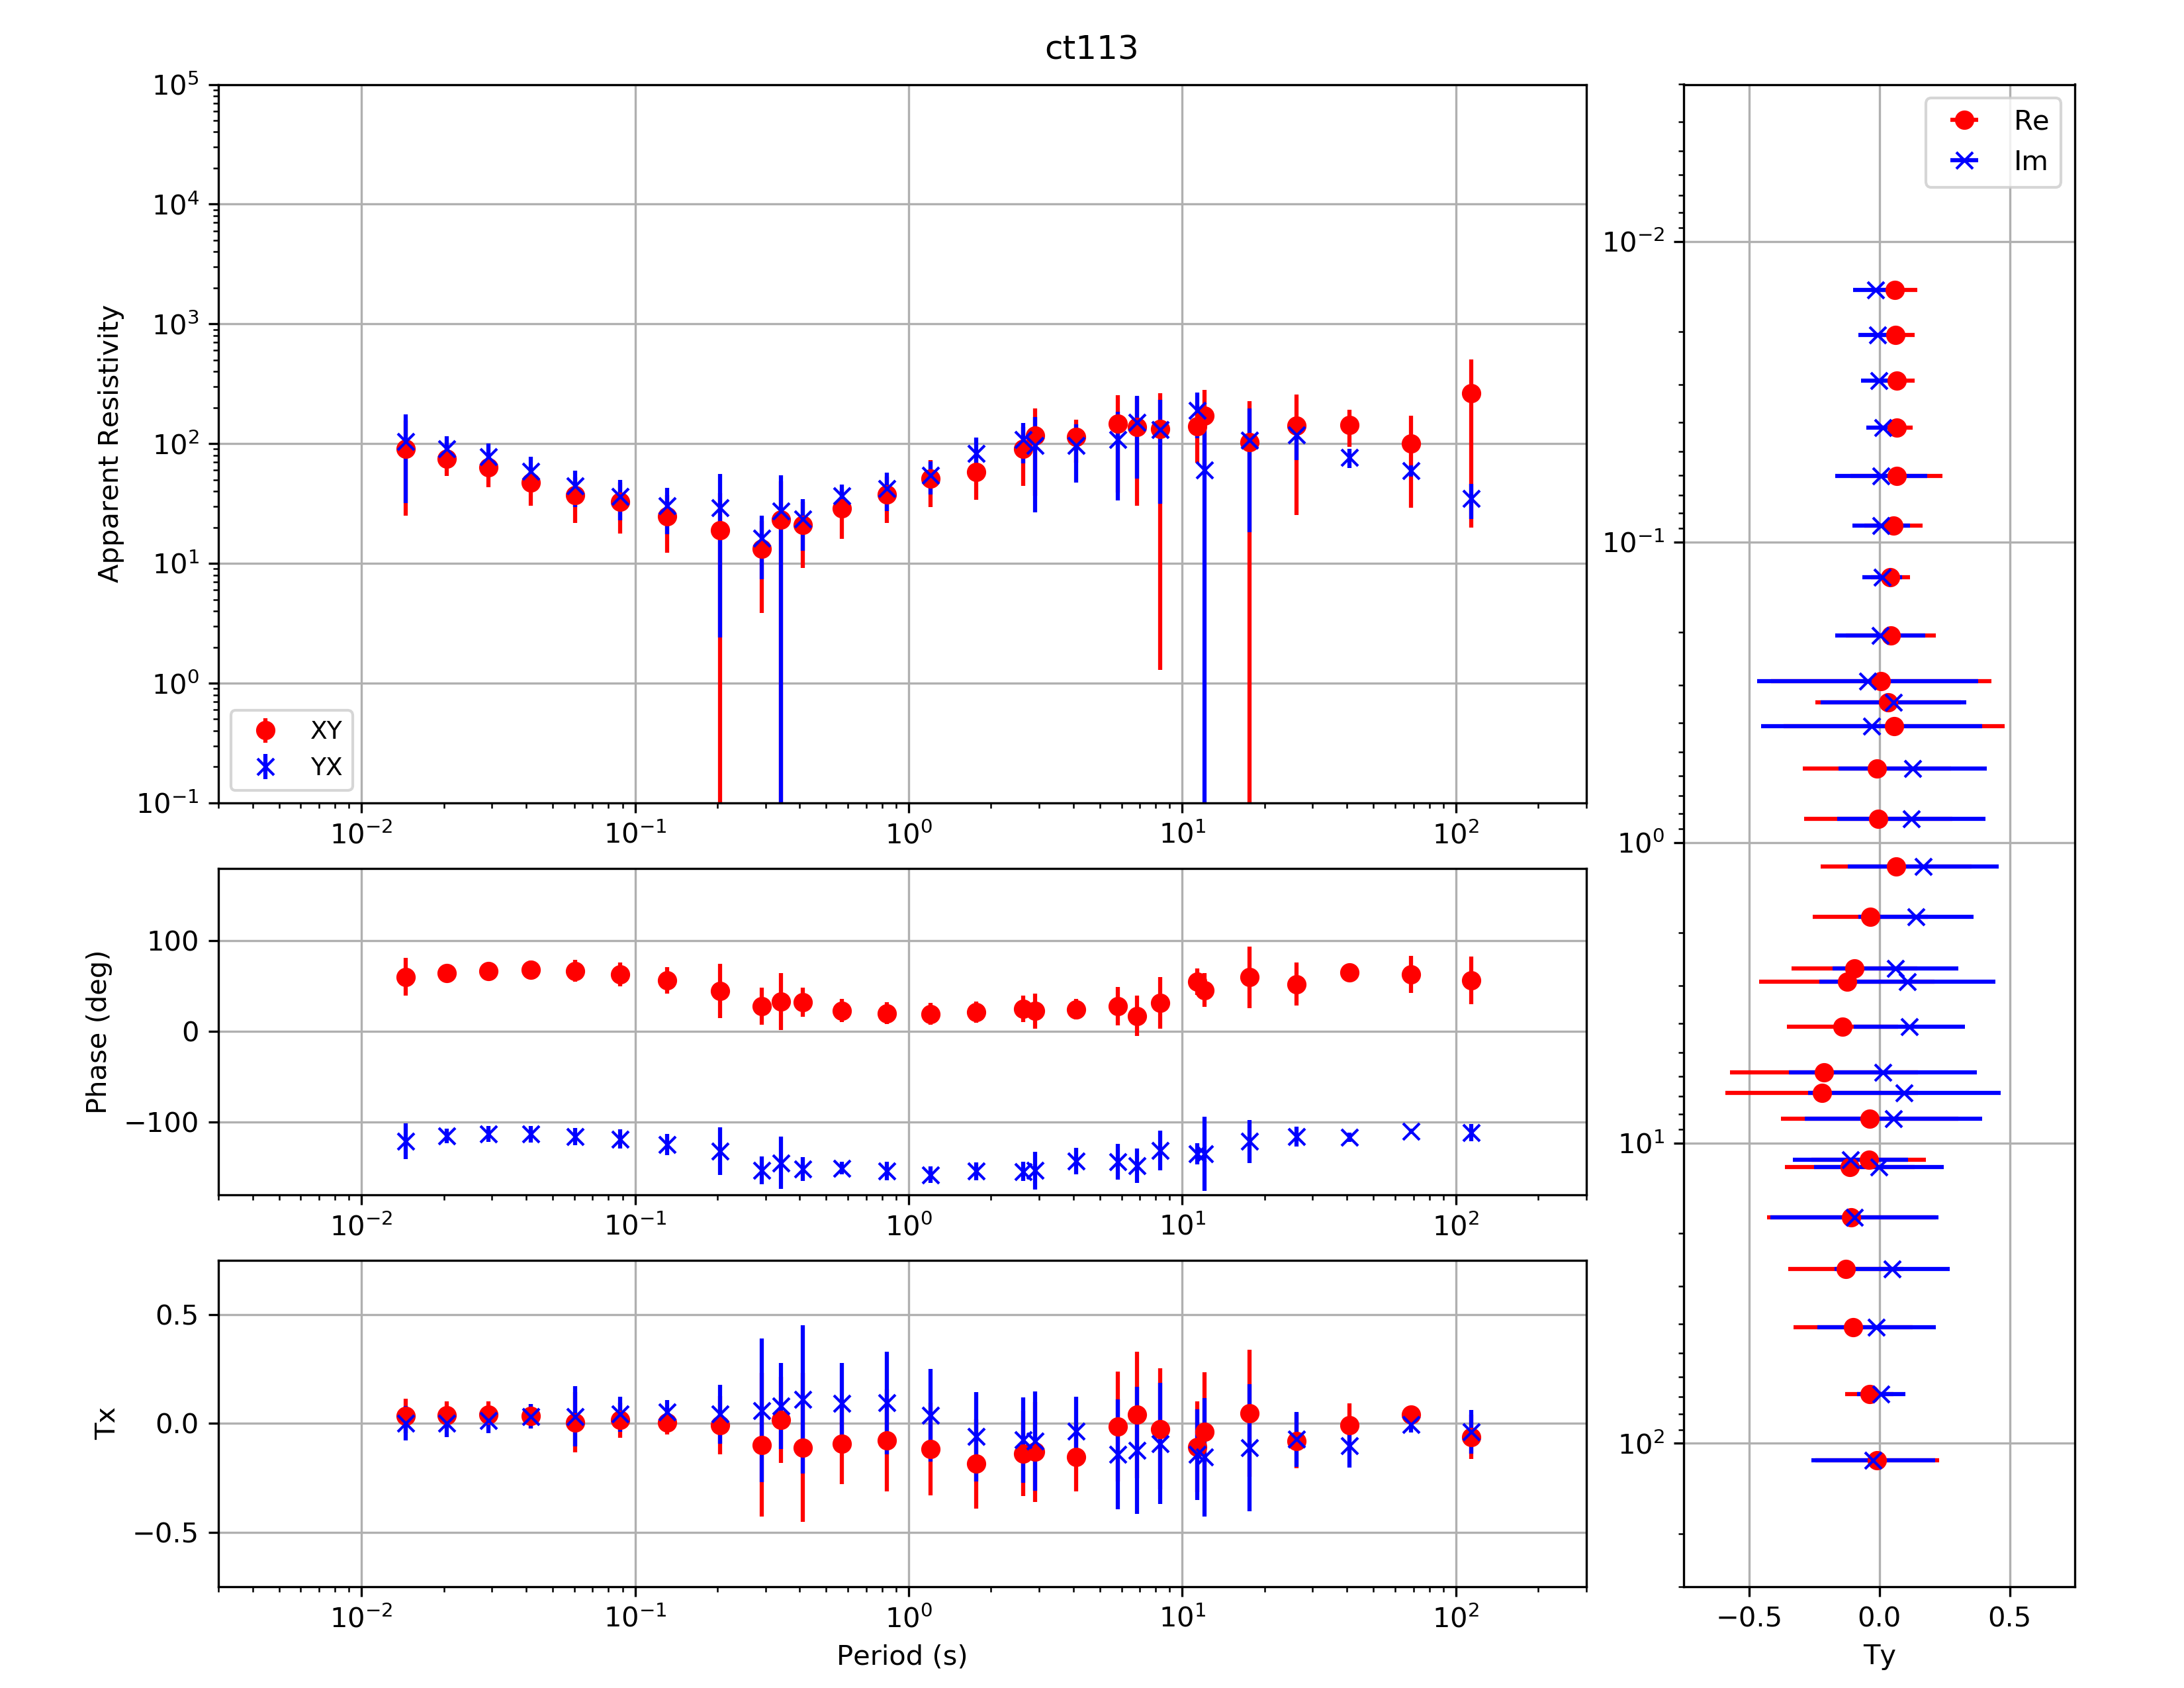 ct113
10^5
10^4
10^3
10^2
10^1
10^0
10^-1
Apparent Resistivity
XY
YX
10^-2 10^-1 10^0 10^1 10^2
100
0
−100
Phase (deg)
10^-2 10^-1 10^0 10^1 10^2
0.5
0.0
−0.5
Tx
10^-2 10^-1 10^0 10^1 10^2
Period (s)
Re
Im
10^-2
10^-1
10^0
10^1
10^2
−0.5 0.0 0.5
Ty